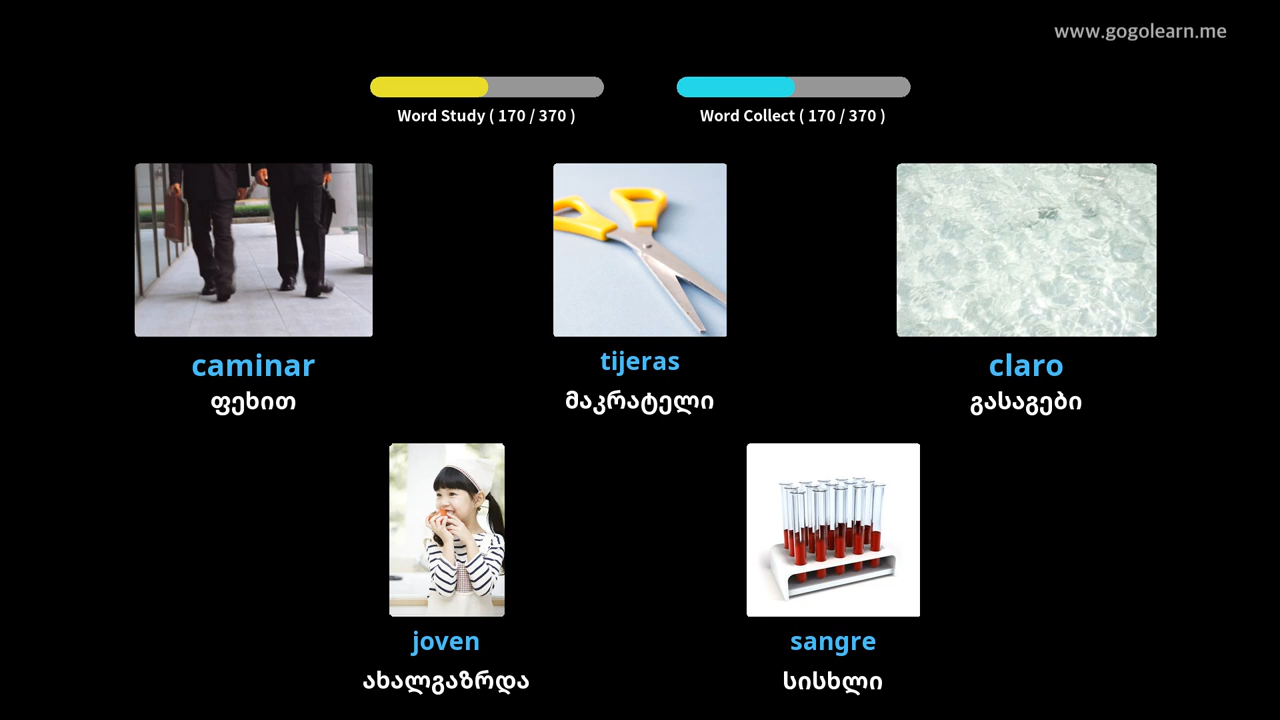 www.gogolearn.me
Word Study ( 170 / 370 )
Word Collect ( 170 / 370 )
caminar
ფეხით
tijeras
მაკრატელი
claro
გასაგები
joven
ახალგაზრდა
sangre
სისხლი